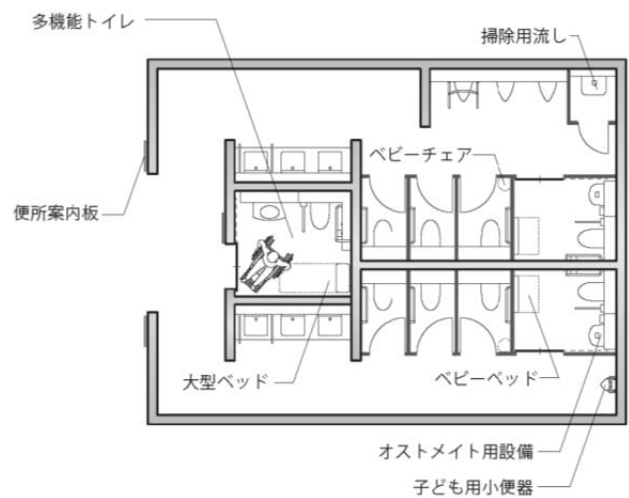 多機能トイレ
掃除用流し
ベビーチェア
便所案内板
大型ベッド
ベビーベッド
オストメイト用設備
子ども用小便器